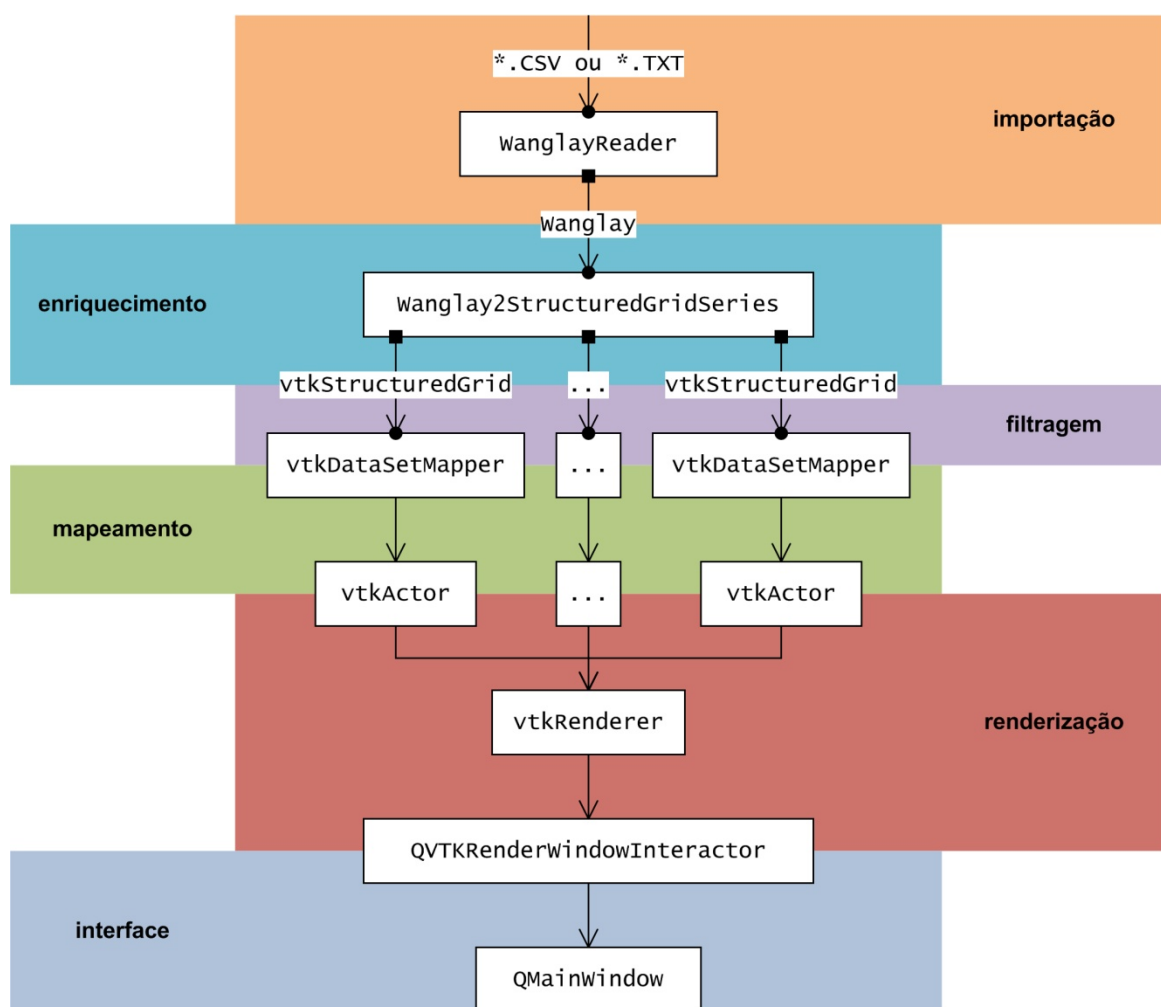 *.CSV ou *.TXT
importação
WanglayReader
Wanglay
enriquecimento
Wanglay2StructuredGridSeries
vtkStructuredGrid ... vtkStructuredGrid
filtragem
vtkDataSetMapper ... vtkDataSetMapper
mapeamento
vtkActor ... vtkActor
vtkRenderer
renderização
QVTKRenderWindowInteractor
interface
QMainWindow